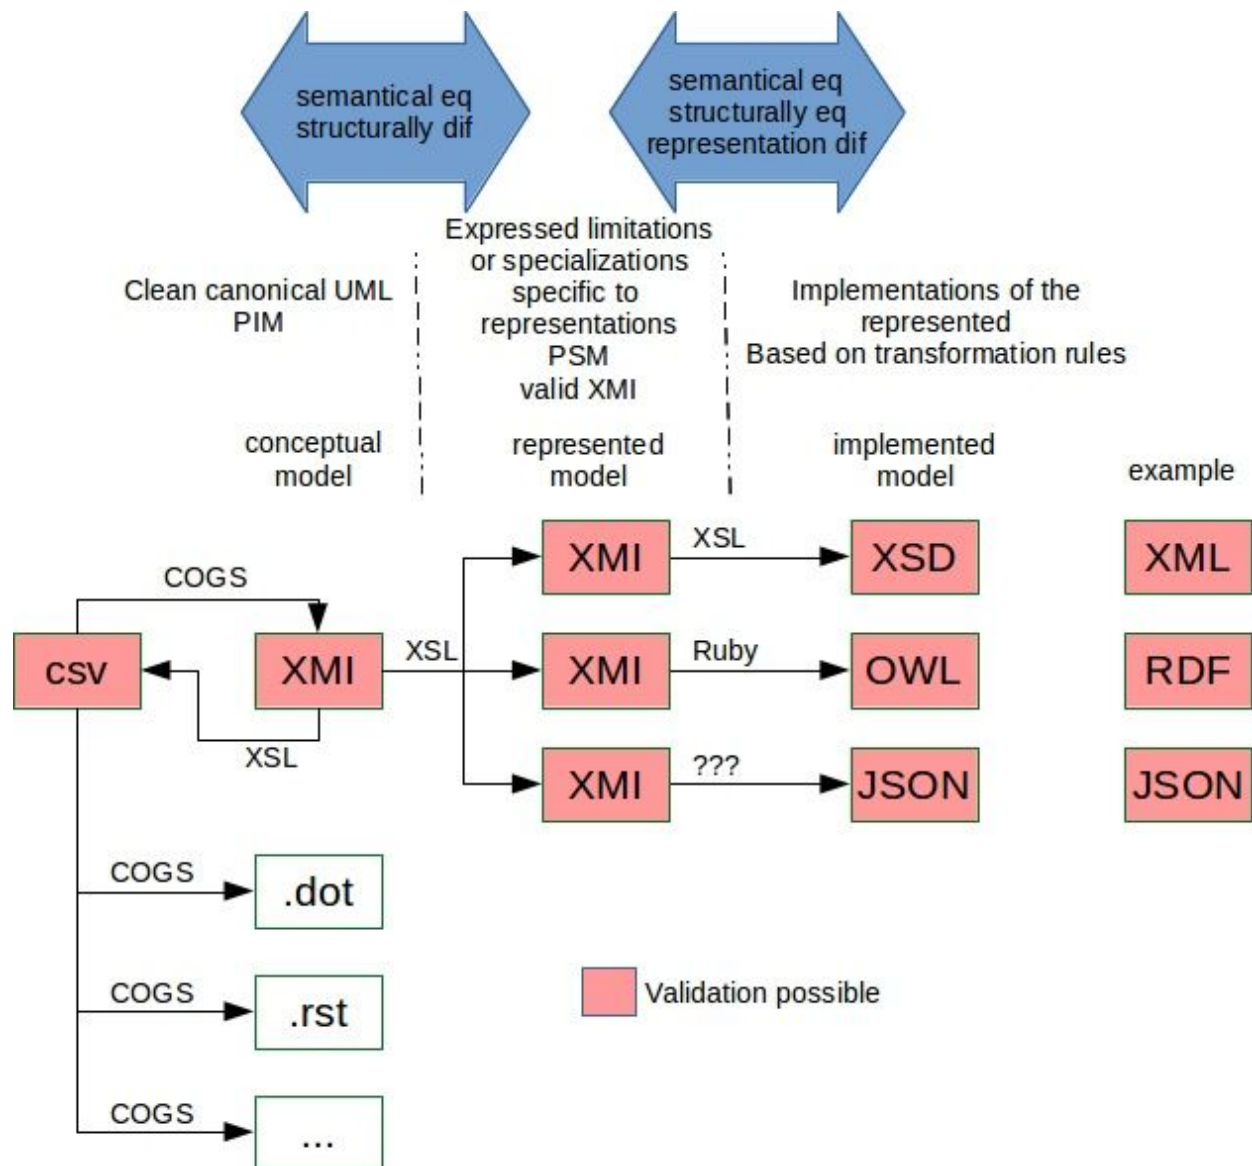 semantical eq
structurally dif
semantical eq
structurally eq
representation dif
Clean canonical UML
PIM
Expressed limitations
or specializations
specific to
representations
PSM
valid XMI
Implementations of the
represented
Based on transformation rules
conceptual
model
represented
model
implemented
model
example
COGS
csv
XMI
XSL
XSL
XMI
XSL
XSD
XML
XMI
Ruby
OWL
RDF
XMI
???
JSON
JSON
COGS
.dot
COGS
.rst
COGS
...
Validation possible